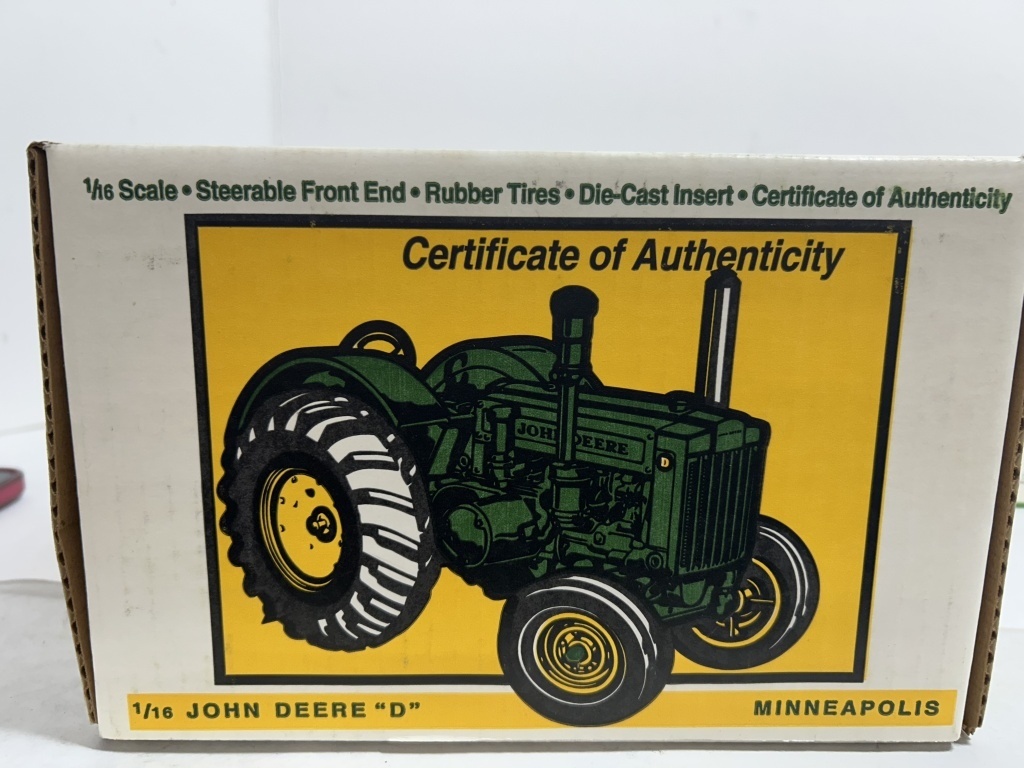 1/16 Scale • Steerable Front End • Rubber Tires • Die-Cast Insert • Certificate of Authenticity
Certificate of Authenticity
JOHN DEERE
D
1/16 JOHN DEERE "D"
MINNEAPOLIS